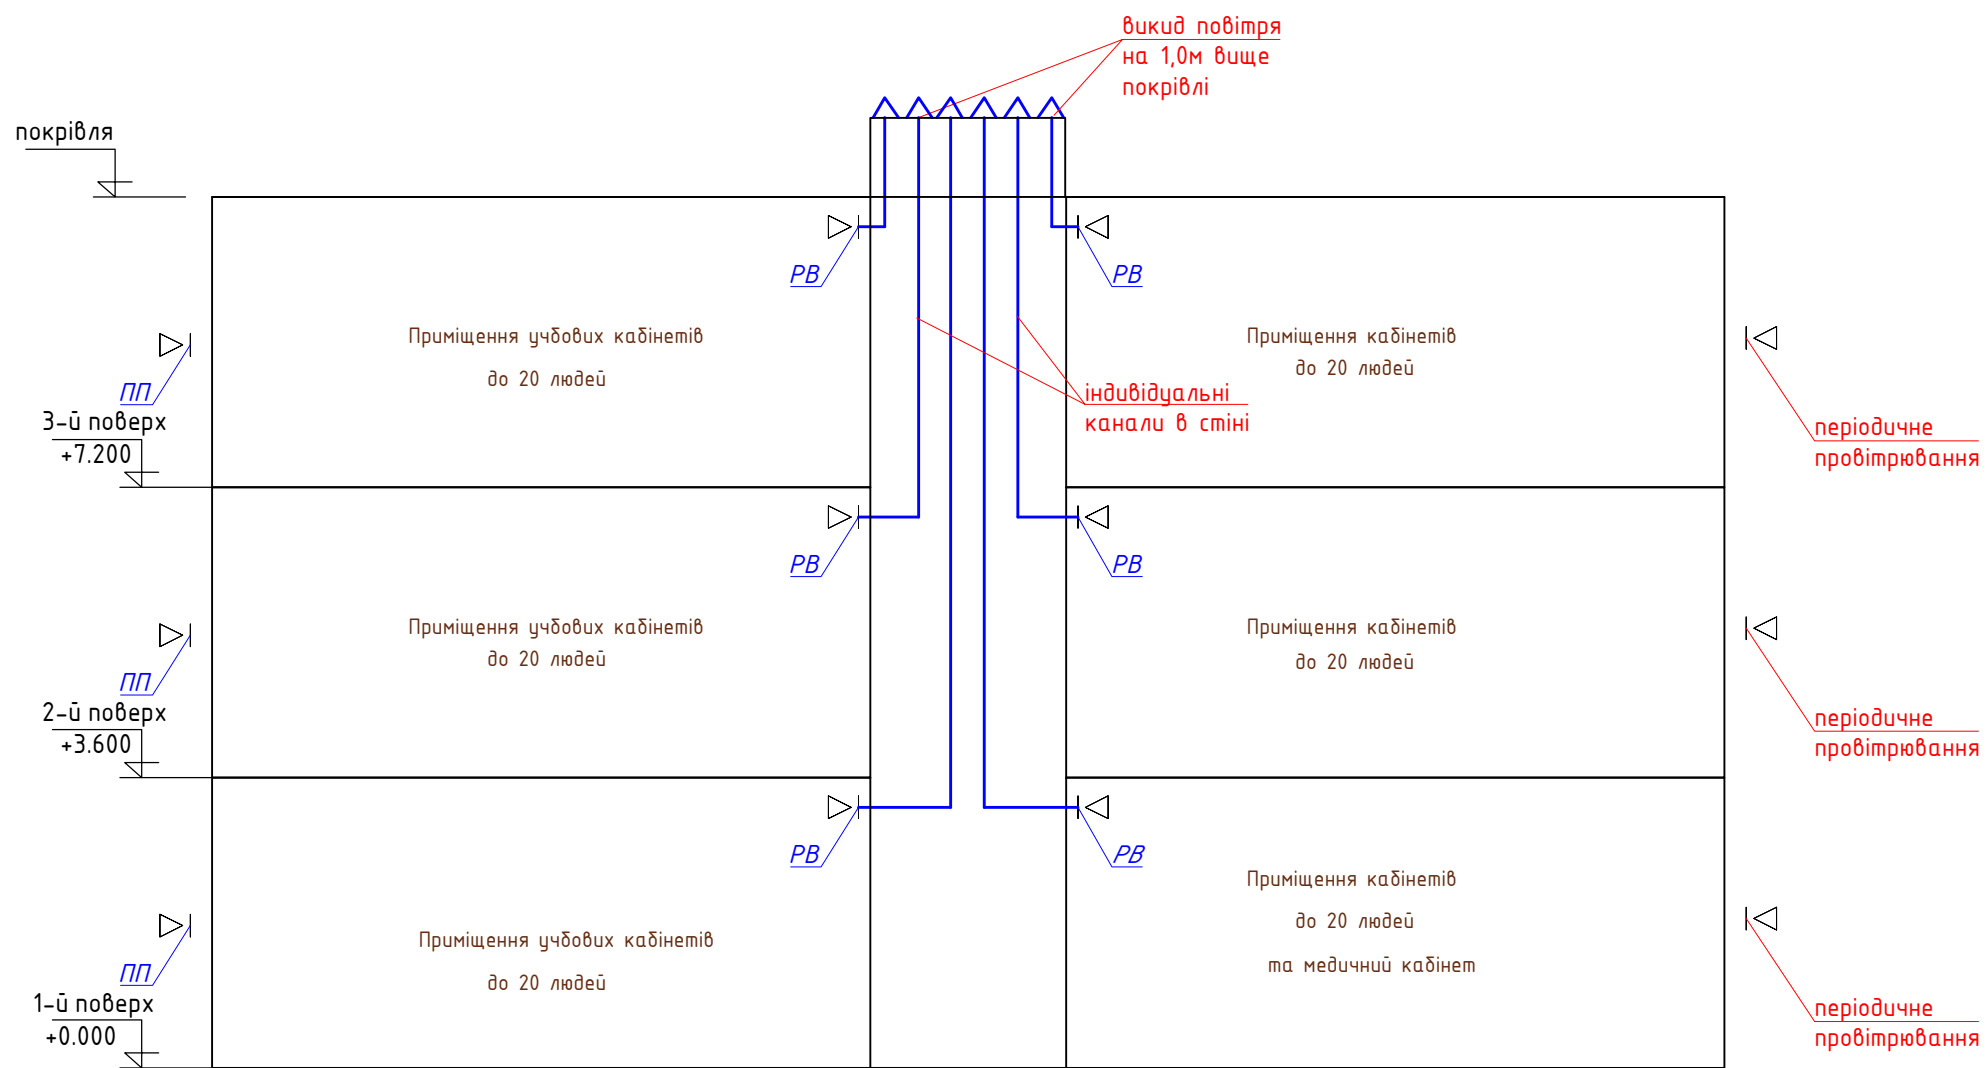 викид повітря
на 1,0м вище
покрівлі
покрівля
РВ
РВ
Приміщення учбових кабінетів
до 20 людей
Приміщення кабінетів
до 20 людей
ПП
індивідуальні
канали в стіні
3-й поверх
+7.200
періодичне
провітрювання
РВ
РВ
Приміщення учбових кабінетів
до 20 людей
Приміщення кабінетів
до 20 людей
ПП
2-й поверх
+3.600
періодичне
провітрювання
РВ
РВ
Приміщення кабінетів
до 20 людей
та медичний кабінет
Приміщення учбових кабінетів
до 20 людей
ПП
1-й поверх
+0.000
періодичне
провітрювання